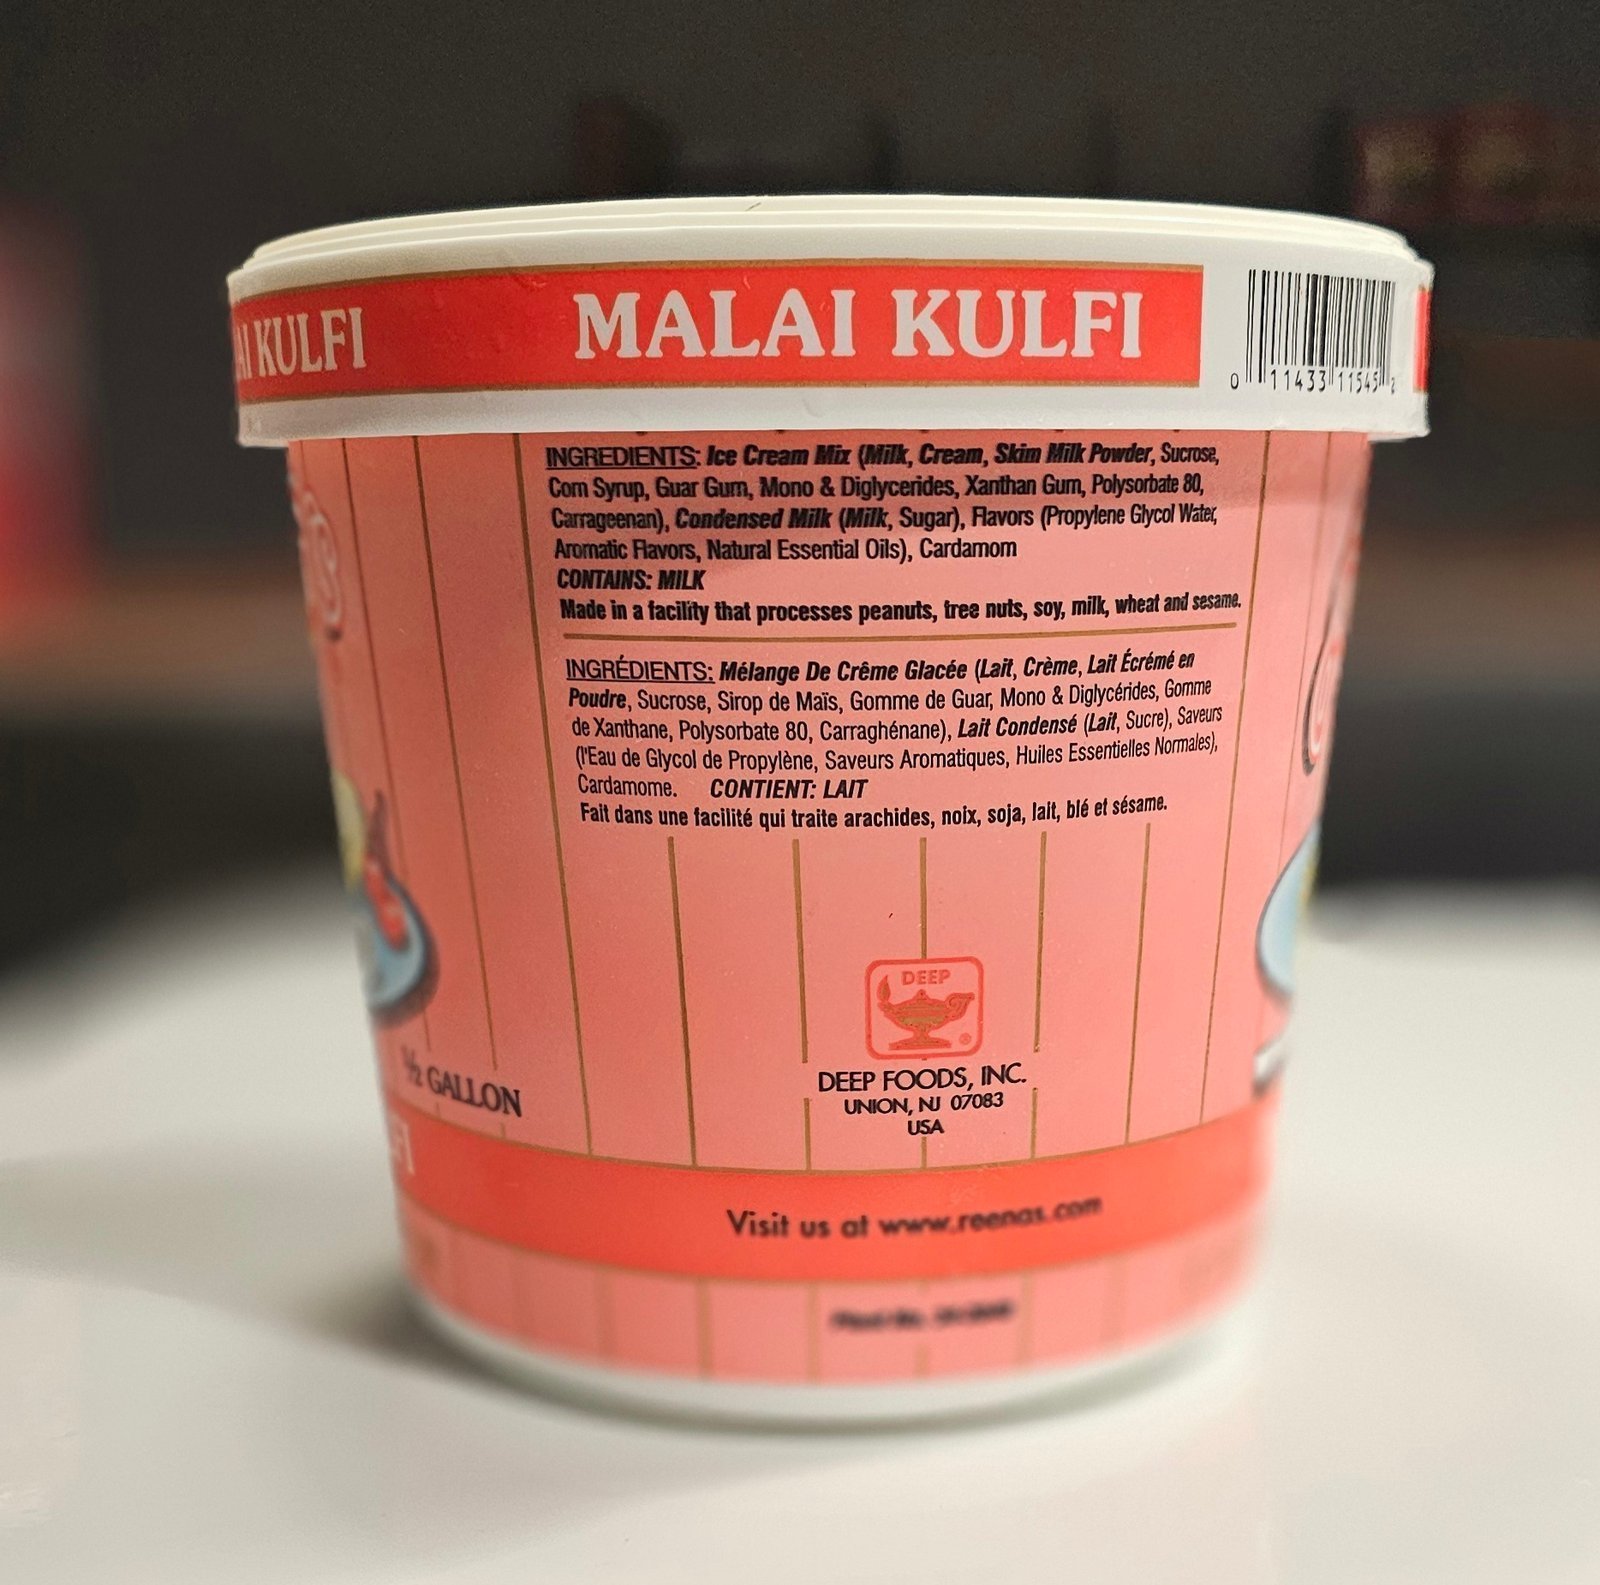 AI KULFI
MALAI KULFI
0 11433 11545 2
INGREDIENTS: Ice Cream Mix (Milk, Cream, Skim Milk Powder, Sucrose,
Corn Syrup, Guar Gum, Mono & Diglycerides, Xanthan Gum, Polysorbate 80,
Carrageenan), Condensed Milk (Milk, Sugar), Flavors (Propylene Glycol Water,
Aromatic Flavors, Natural Essential Oils), Cardamom
CONTAINS: MILK
Made in a facility that processes peanuts, tree nuts, soy, milk, wheat and sesame.
INGRÉDIENTS: Mélange De Crême Glacée (Lait, Crème, Lait Écrémé en
Poudre, Sucrose, Sirop de Maïs, Gomme de Guar, Mono & Diglycérides, Gomme
de Xanthane, Polysorbate 80, Carraghénane), Lait Condensé (Lait, Sucre), Saveurs
(l'Eau de Glycol de Propylène, Saveurs Aromatiques, Huiles Essentielles Normales),
Cardamome. CONTIENT: LAIT
Fait dans une facilité qui traite arachides, noix, soja, lait, blé et sésame.
DEEP
®
DEEP FOODS, INC.
UNION, NJ 07083
USA
½ GALLON
FI
Visit us at www.reenas.com